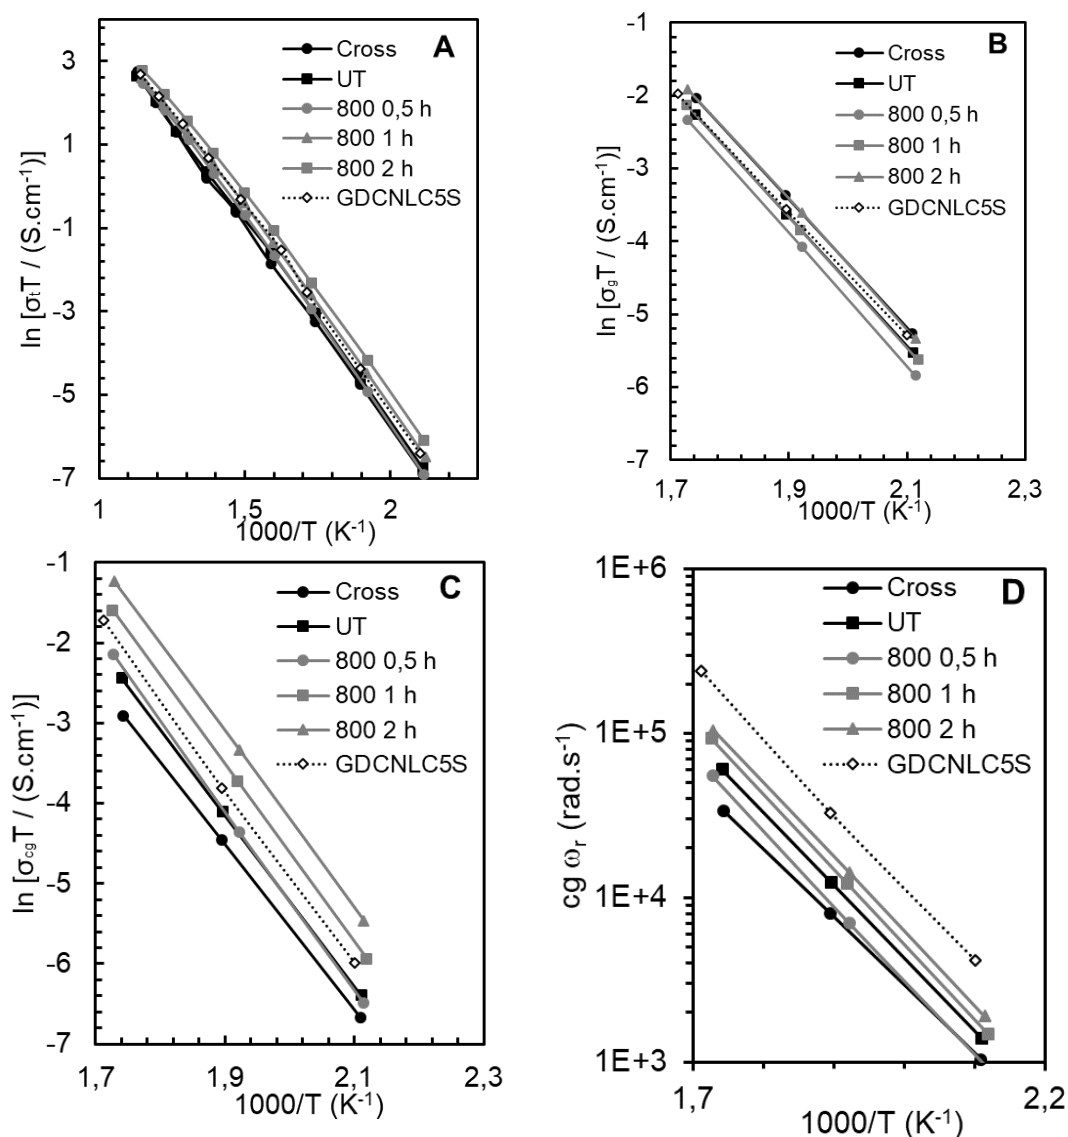 A
Cross
UT
800 0,5 h
800 1 h
800 2 h
GDCNLC5S
3
1
-1
-3
-5
-7
1
1,5
2
ln [σtT / (S.cm-1)]
1000/T (K-1)
B
Cross
UT
800 0,5 h
800 1 h
800 2 h
GDCNLC5S
-1
-2
-3
-4
-5
-6
-7
1,7
1,9
2,1
2,3
ln [σgT / (S.cm-1)]
1000/T (K-1)
C
Cross
UT
800 0,5 h
800 1 h
800 2 h
GDCNLC5S
-1
-2
-3
-4
-5
-6
-7
1,7
1,9
2,1
2,3
ln [σcgT / (S.cm-1)]
1000/T (K-1)
D
Cross
UT
800 0,5 h
800 1 h
800 2 h
GDCNLC5S
1E+6
1E+5
1E+4
1E+3
1,7
2,2
cg ωr (rad.s-1)
1000/T (K-1)